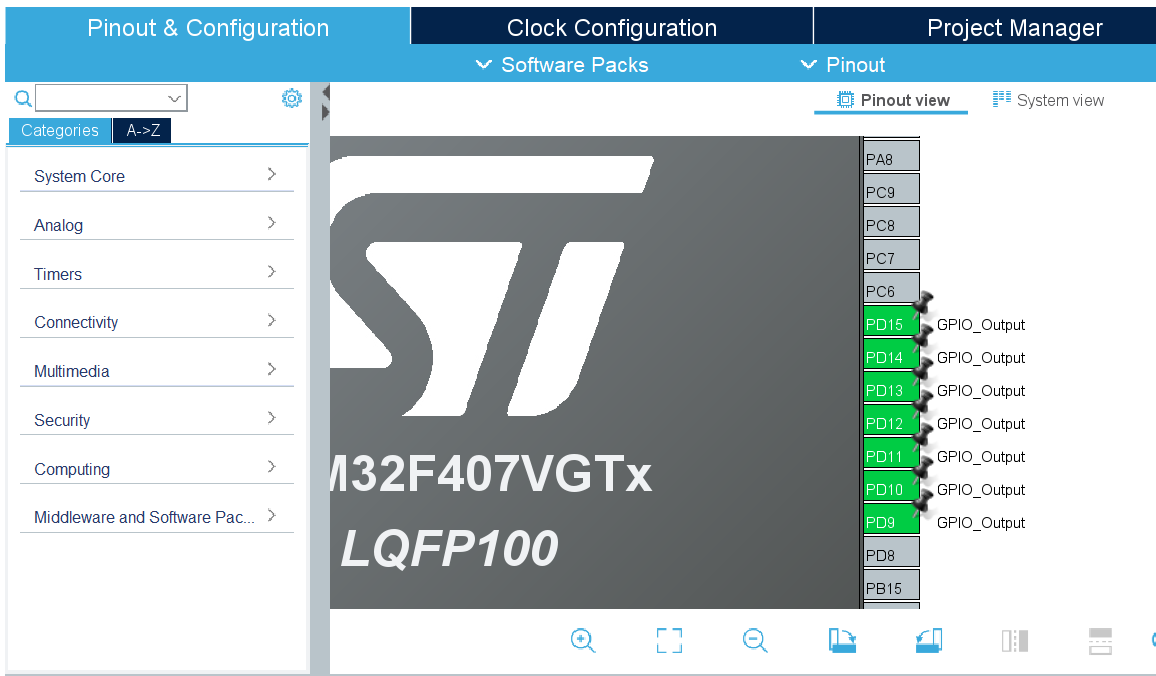 Pinout & Configuration
Clock Configuration
Project Manager
Software Packs
Pinout
Pinout view
System view
Categories
A->Z
System Core
Analog
Timers
Connectivity
Multimedia
Security
Computing
Middleware and Software Pac...
ST
M32F407VGTx
LQFP100
PA8
PC9
PC8
PC7
PC6
PD15 GPIO_Output
PD14 GPIO_Output
PD13 GPIO_Output
PD12 GPIO_Output
PD11 GPIO_Output
PD10 GPIO_Output
PD9 GPIO_Output
PD8
PB15